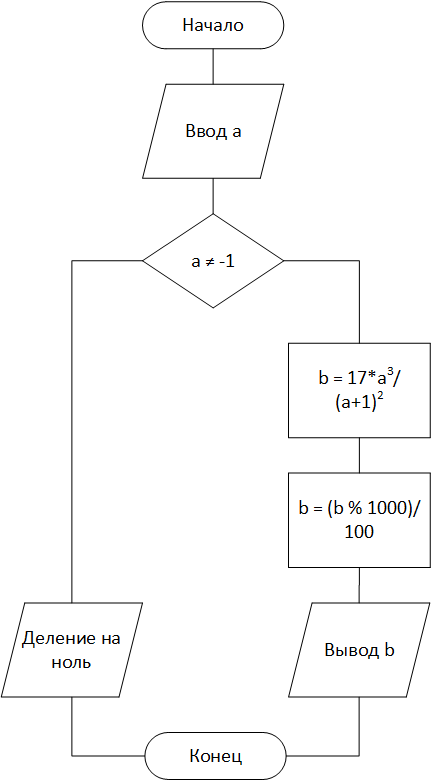 Начало
Ввод a
a ≠ -1
b = 17*a³/
(a+1)²
b = (b % 1000)/
100
Деление на
ноль
Вывод b
Конец